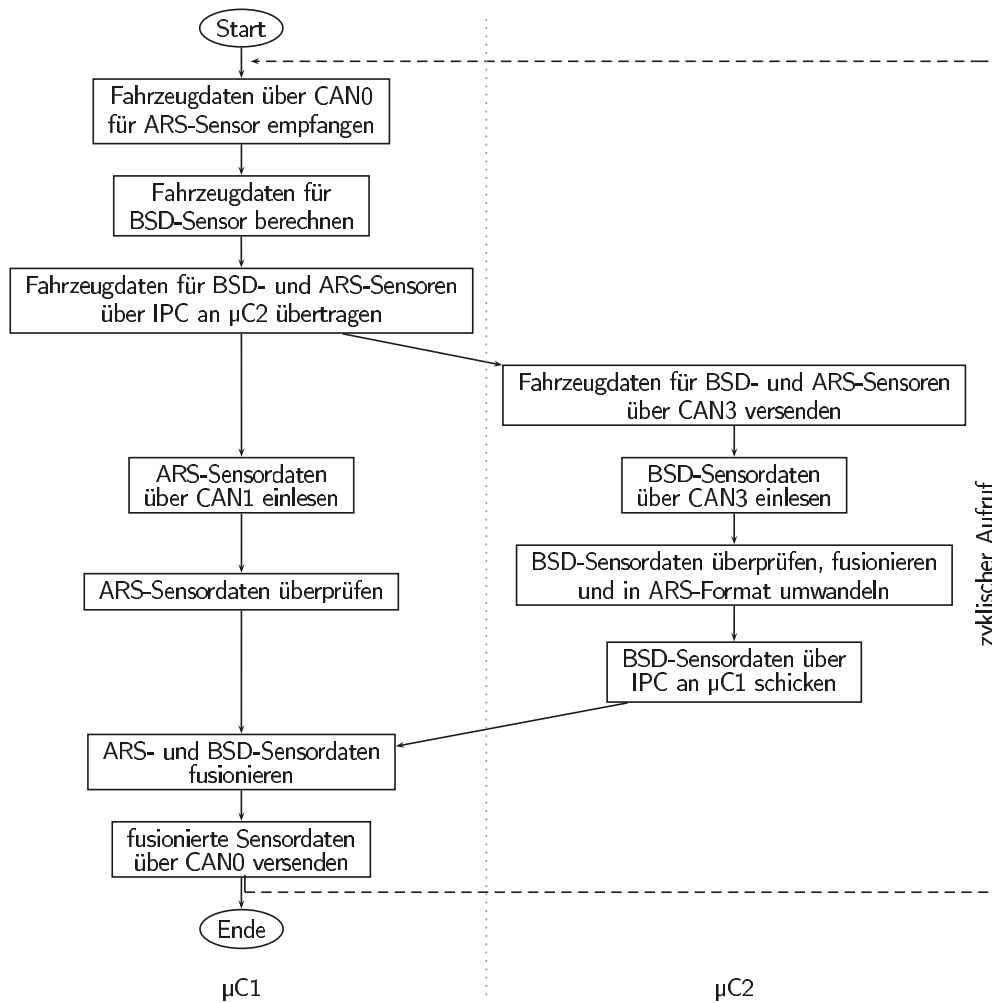 Start
Fahrzeugdaten über CAN0
für ARS-Sensor empfangen
Fahrzeugdaten für
BSD-Sensor berechnen
Fahrzeugdaten für BSD- und ARS-Sensoren
über IPC an µC2 übertragen
Fahrzeugdaten für BSD- und ARS-Sensoren
über CAN3 versenden
ARS-Sensordaten
über CAN1 einlesen
BSD-Sensordaten
über CAN3 einlesen
BSD-Sensordaten überprüfen, fusionieren
und in ARS-Format umwandeln
ARS-Sensordaten überprüfen
BSD-Sensordaten über
IPC an µC1 schicken
ARS- und BSD-Sensordaten
fusionieren
fusionierte Sensordaten
über CAN0 versenden
Ende
zyklischer Aufruf
µC1
µC2